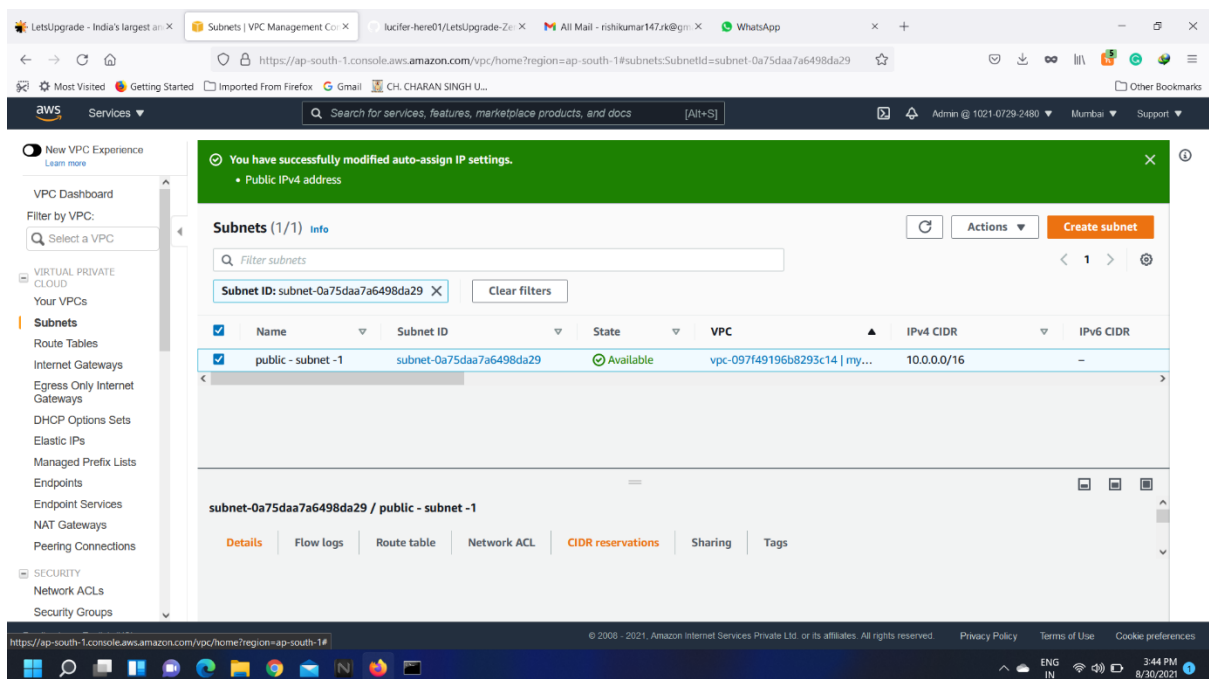 LetsUpgrade - India's largest an
Subnets | VPC Management Con
lucifer-here01/LetsUpgrade-Ze
All Mail - rishikumar147.rk@gm
WhatsApp
https://ap-south-1.console.aws.amazon.com/vpc/home?region=ap-south-1#subnets:SubnetId=subnet-0a75daa7a6498da29
Most Visited Getting Started Imported From Firefox Gmail CH. CHARAN SINGH U... Other Bookmarks
aws Services Search for services, features, marketplace products, and docs [Alt+S] Admin @ 1021-0729-2480 Mumbai Support
New VPC Experience
Learn more
VPC Dashboard
Filter by VPC:
Select a VPC
VIRTUAL PRIVATE
CLOUD
Your VPCs
Subnets
Route Tables
Internet Gateways
Egress Only Internet
Gateways
DHCP Options Sets
Elastic IPs
Managed Prefix Lists
Endpoints
Endpoint Services
NAT Gateways
Peering Connections
SECURITY
Network ACLs
Security Groups
You have successfully modified auto-assign IP settings.
• Public IPv4 address
Subnets (1/1) Info
Actions
Create subnet
Filter subnets
1
Subnet ID: subnet-0a75daa7a6498da29
Clear filters
Name Subnet ID State VPC IPv4 CIDR IPv6 CIDR
public - subnet -1 subnet-0a75daa7a6498da29 Available vpc-097f49196b8293c14 | my... 10.0.0.0/16 –
subnet-0a75daa7a6498da29 / public - subnet -1
Details Flow logs Route table Network ACL CIDR reservations Sharing Tags
https://ap-south-1.console.aws.amazon.com/vpc/home?region=ap-south-1#
© 2008 - 2021, Amazon Internet Services Private Ltd. or its affiliates. All rights reserved. Privacy Policy Terms of Use Cookie preferences
ENG
IN
3:44 PM
8/30/2021
1